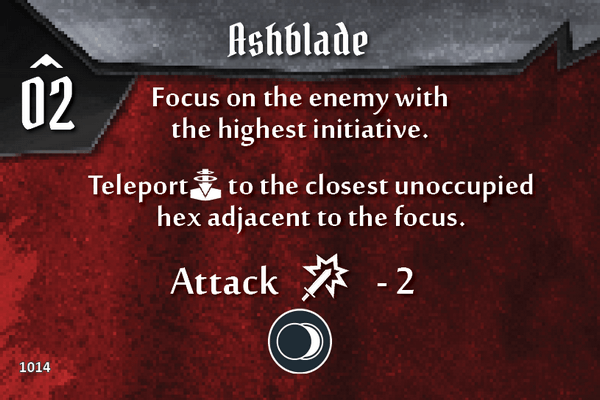 Ashblade
02
Focus on the enemy with
the highest initiative.
Teleport to the closest unoccupied
hex adjacent to the focus.
Attack - 2
1014